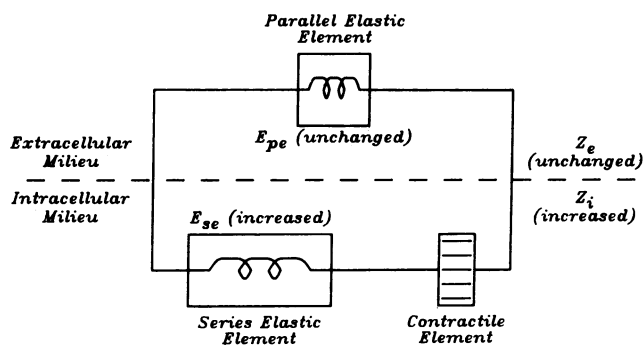 Parallel Elastic
Element
E_pe (unchanged)
Extracellular
Milieu
Z_e
(unchanged)
Intracellular
Milieu
Z_i
(increased)
E_se (increased)
Series Elastic
Element
Contractile
Element